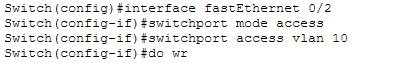 Switch(config)#interface fastEthernet 0/2
Switch(config-if)#switchport mode access
Switch(config-if)#switchport access vlan 10
Switch(config-if)#do wr